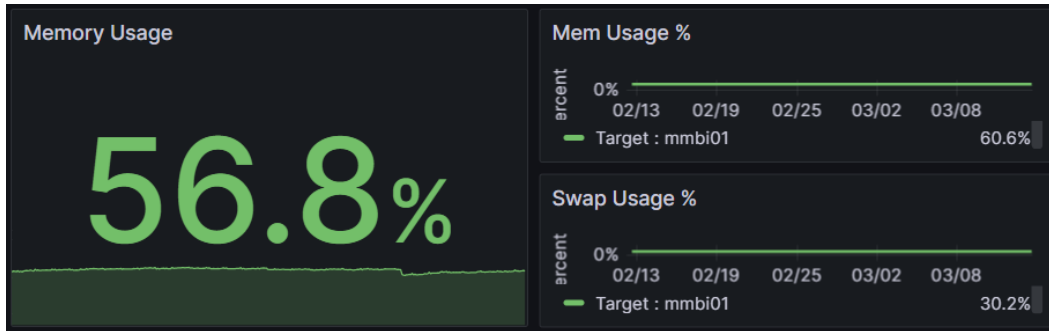 Memory Usage
56.8%
Mem Usage %
arcent
0%
02/13 02/19 02/25 03/02 03/08
Target : mmbi01 60.6%
Swap Usage %
arcent
0%
02/13 02/19 02/25 03/02 03/08
Target : mmbi01 30.2%